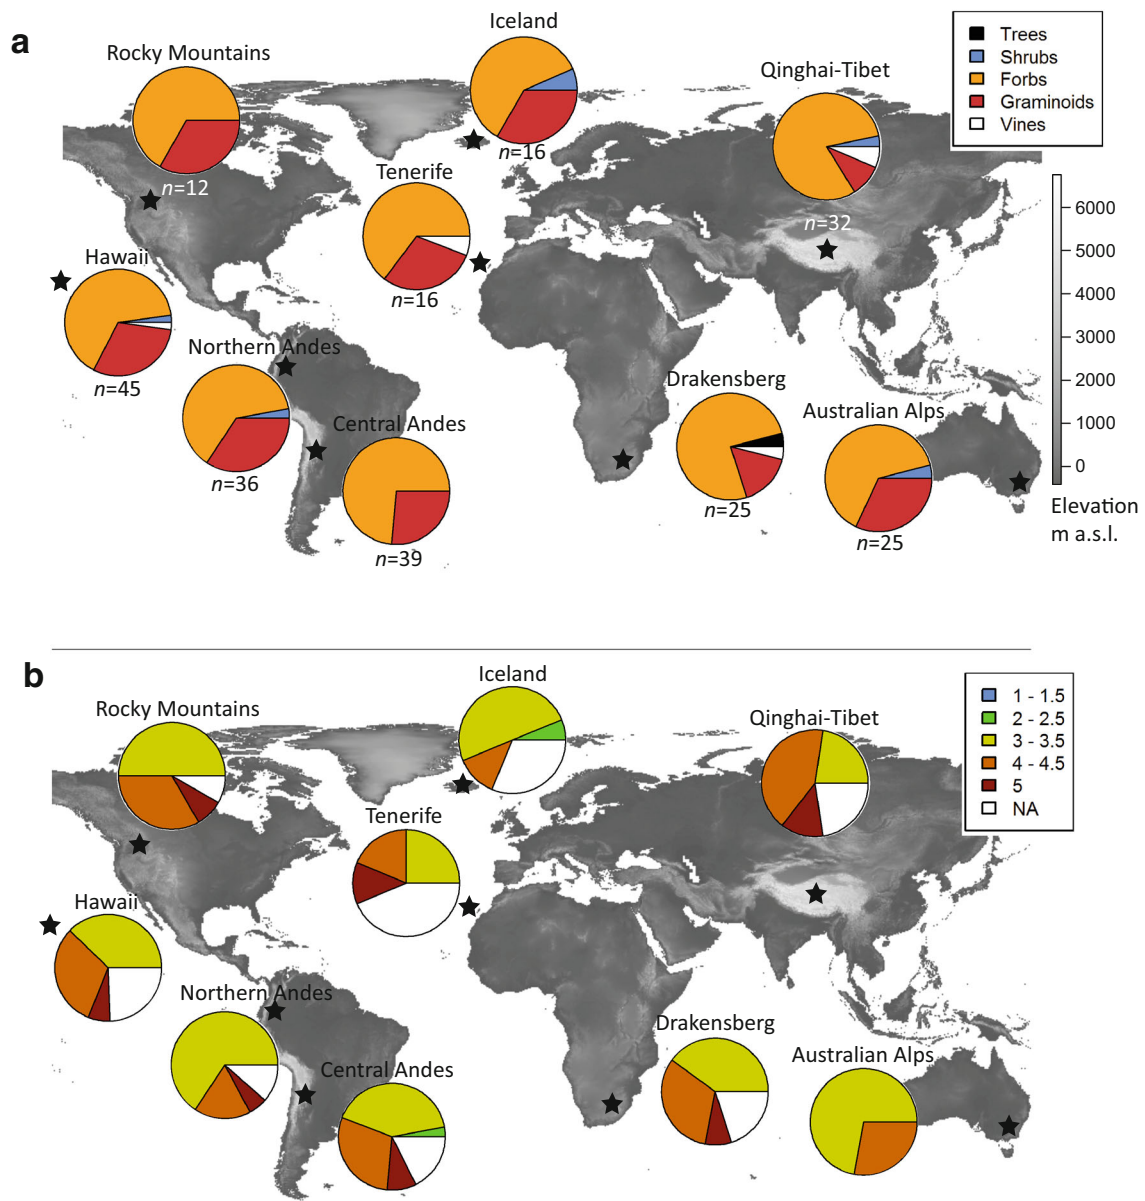 a
Iceland
Rocky Mountains
Qinghai-Tibet
Trees
Shrubs
Forbs
Graminoids
Vines
n=16
Tenerife
n=12
n=32
Hawaii
n=16
n=45
Northern Andes
n=36
Central Andes
n=39
Drakensberg
n=25
Australian Alps
n=25
6000
5000
4000
3000
2000
1000
0
Elevation
m a.s.l.
b
Iceland
Rocky Mountains
Qinghai-Tibet
1 - 1.5
2 - 2.5
3 - 3.5
4 - 4.5
5
NA
Tenerife
Hawaii
Northern Andes
Central Andes
Drakensberg
Australian Alps